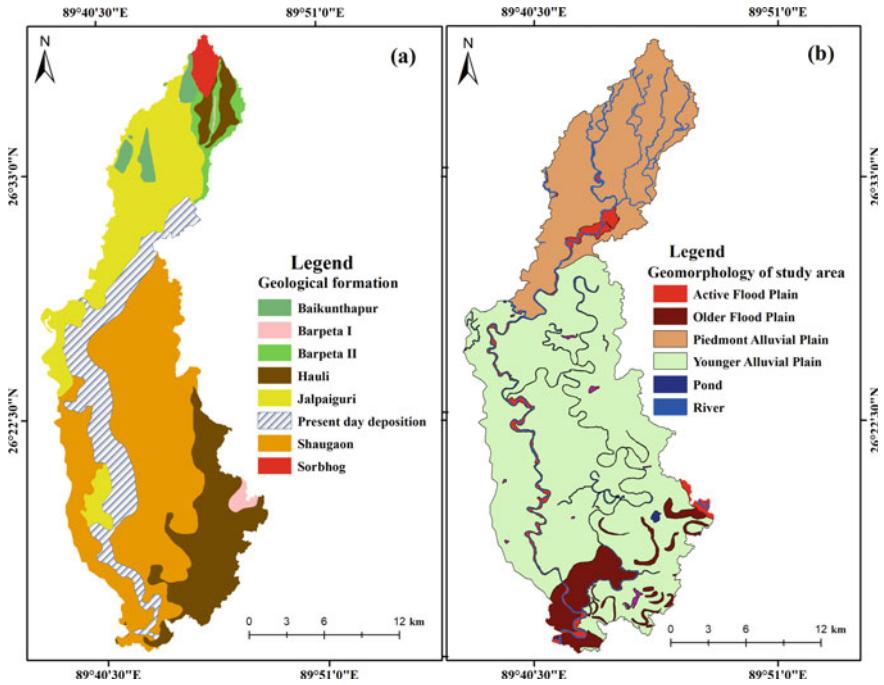 89°40'30"E 89°51'0"E 89°40'30"E 89°51'0"E
N
(a)
26°33'0"N
26°22'30"N
Legend
Geological formation
Baikunthapur
Barpeta I
Barpeta II
Hauli
Jalpaiguri
Present day deposition
Shaugaon
Sorbhog
0 3 6 12 km
89°40'30"E 89°51'0"E
N
(b)
26°33'0"N
26°22'30"N
Legend
Geomorphology of study area
Active Flood Plain
Older Flood Plain
Piedmont Alluvial Plain
Younger Alluvial Plain
Pond
River
0 3 6 12 km
89°40'30"E 89°51'0"E